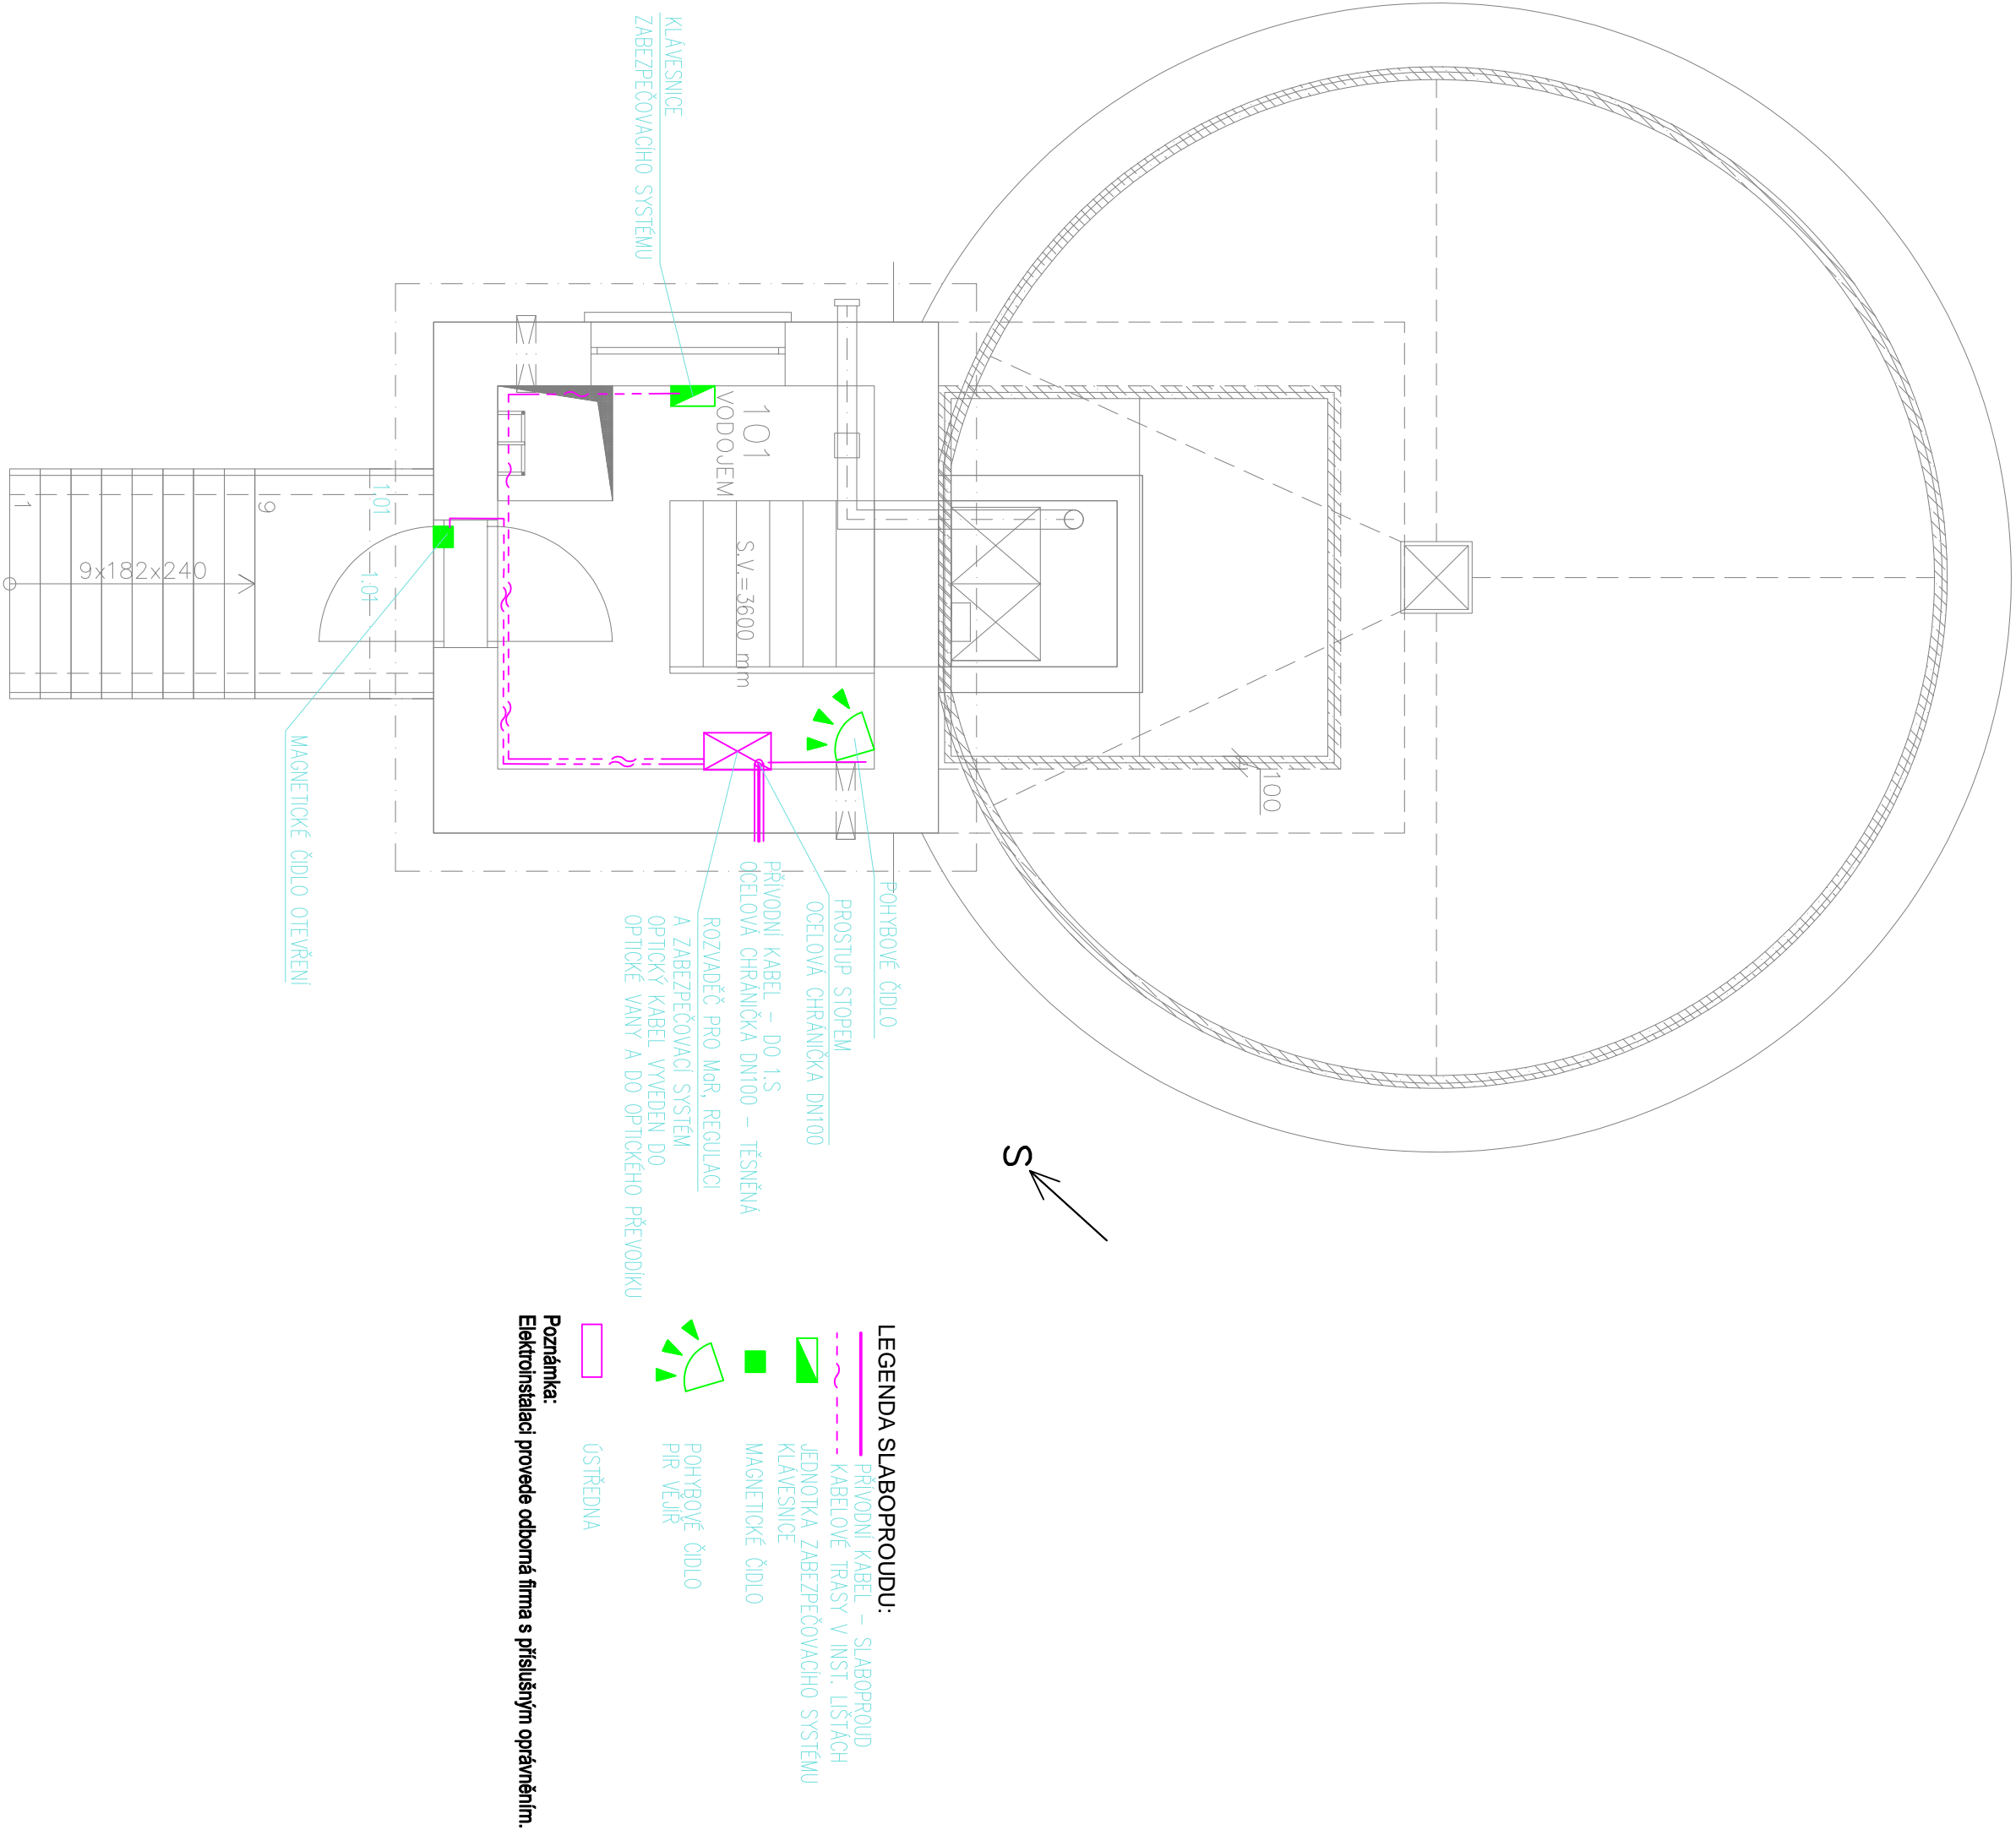 KLÁVESNICE
ZABEZPEČOVACÍHO SYSTÉMU
101
VODOJEM
S.V.=3600 mm
1
9
9x182x240
101
1.01
100
MAGNETICKÉ ČIDLO OTEVŘENÍ
POHYBOVÉ ČIDLO
PROSTUP STOPEM
OCELOVÁ CHRÁNIČKA DN100
PŘÍVODNÍ KABEL – DO 1.S
OCELOVÁ CHRÁNIČKA DN100 – TĚSNĚNÁ
ROZVADĚČ PRO MaR, REGULACI
A ZABEZPEČOVACÍ SYSTÉM
OPTICKÝ KABEL VYVEDEN DO
OPTICKÉ VANY A DO OPTICKÉHO PŘEVODÍKU
S
LEGENDA SLABOPROUDU:
PŘÍVODNÍ KABEL – SLABOPROUD
KABELOVÉ TRASY V INST. LIŠTÁCH
JEDNOTKA ZABEZPEČOVACÍHO SYSTÉMU
KLÁVESNICE
MAGNETICKÉ ČIDLO
POHYBOVÉ ČIDLO
PIR VĚJÍŘ
ÚSTŘEDNA
Poznámka:
Elektroinstalaci provede odborná firma s příslušným oprávněním.